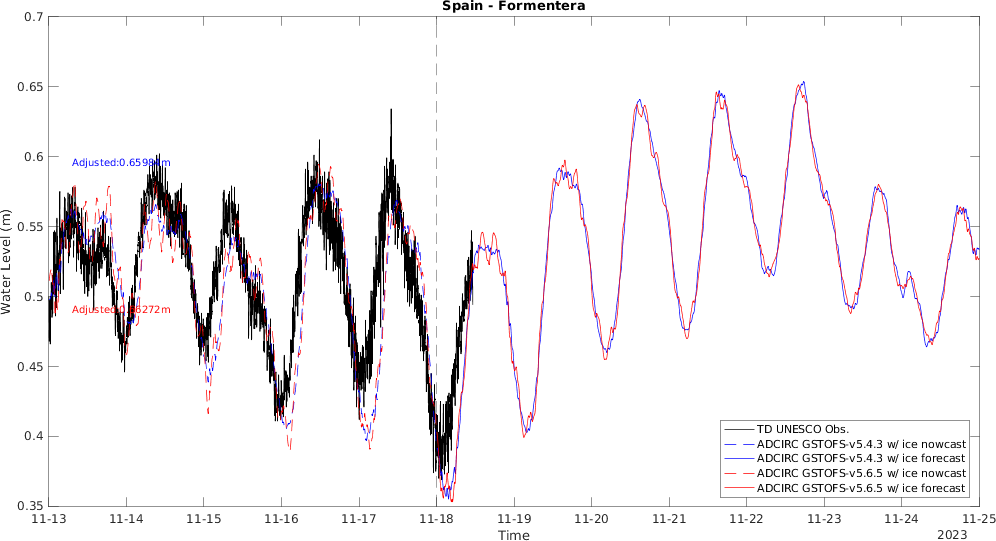 Spain - Formentera
0.7
0.65
0.6
0.55
0.5
0.45
0.4
0.35
Water Level (m)
Adjusted:
Adjusted:
TD UNESCO Obs.
ADCIRC GSTOFS-v5.4.3 w/ ice nowcast
ADCIRC GSTOFS-v5.4.3 w/ ice forecast
ADCIRC GSTOFS-v5.6.5 w/ ice nowcast
ADCIRC GSTOFS-v5.6.5 w/ ice forecast
11-13 11-14 11-15 11-16 11-17 11-18 11-19 11-20 11-21 11-22 11-23 11-24 11-25
Time
2023